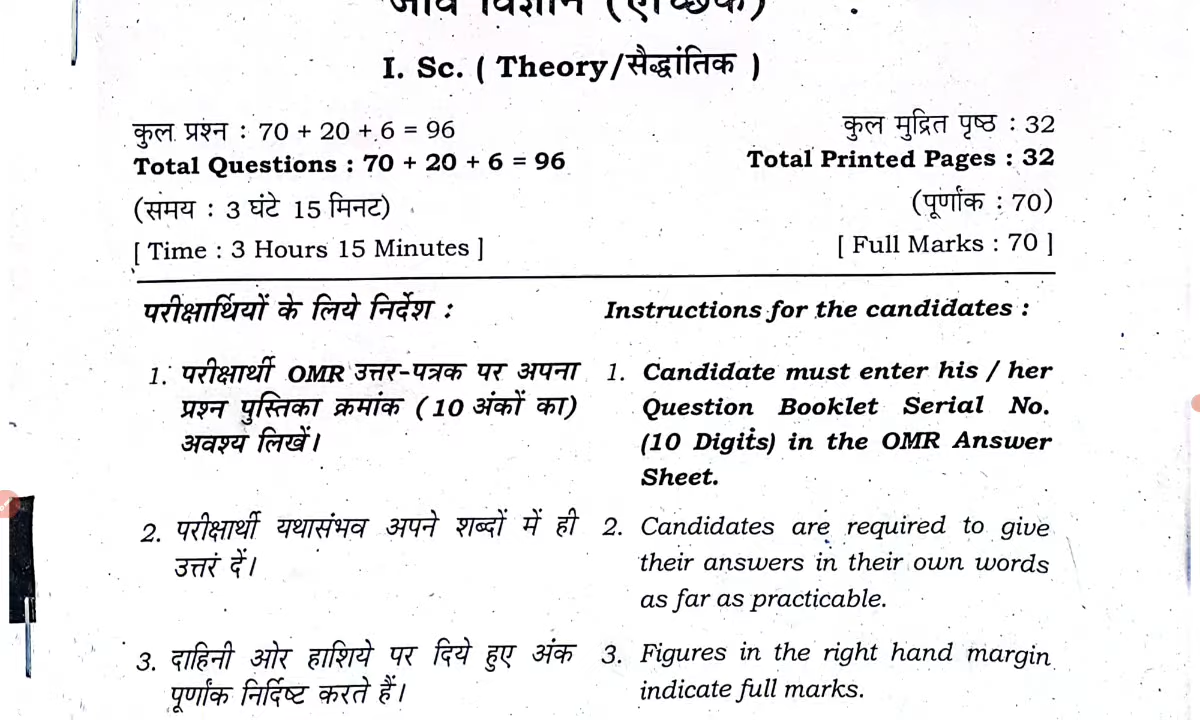 जीव विज्ञान (ऐच्छिक)
I. Sc. ( Theory/सैद्धांतिक )
कुल प्रश्न : 70 + 20 + 6 = 96
Total Questions : 70 + 20 + 6 = 96
(समय : 3 घंटे 15 मिनट)
[ Time : 3 Hours 15 Minutes ]
कुल मुद्रित पृष्ठ : 32
Total Printed Pages : 32
(पूर्णांक : 70)
[ Full Marks : 70 ]
परीक्षार्थियों के लिये निर्देश :
1. परीक्षार्थी OMR उत्तर-पत्रक पर अपना
प्रश्न पुस्तिका क्रमांक (10 अंकों का)
अवश्य लिखें।
2. परीक्षार्थी यथासंभव अपने शब्दों में ही
उत्तर दें।
3. दाहिनी ओर हाशिये पर दिये हुए अंक
पूर्णांक निर्दिष्ट करते हैं।
Instructions for the candidates :
1. Candidate must enter his / her
Question Booklet Serial No.
(10 Digits) in the OMR Answer
Sheet.
2. Candidates are required to give
their answers in their own words
as far as practicable.
3. Figures in the right hand margin
indicate full marks.